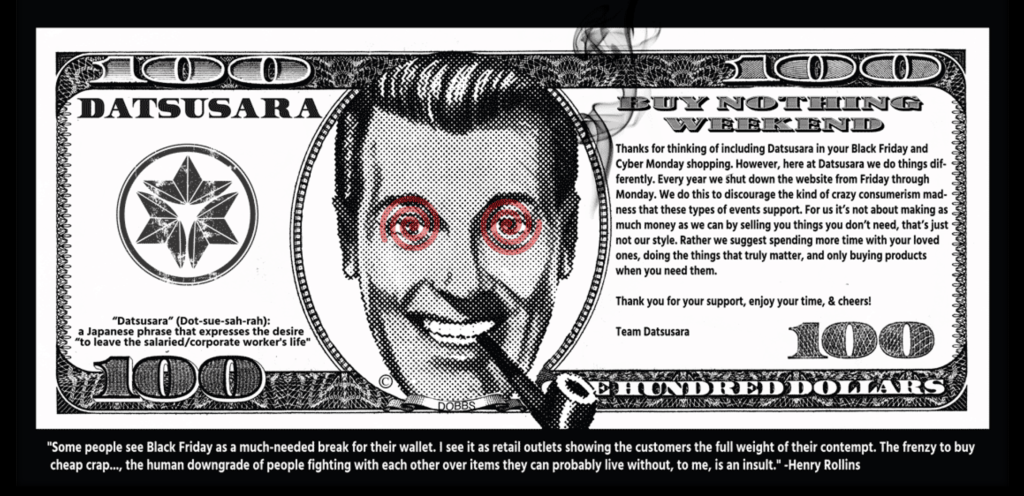 100
100
DATSUSARA
BUY NOTHING
WEEKEND
Thanks for thinking of including Datsusara in your Black Friday and
Cyber Monday shopping. However, here at Datsusara we do things dif-
ferently. Every year we shut down the website from Friday through
Monday. We do this to discourage the kind of crazy consumerism mad-
ness that these types of events support. For us it's not about making as
much money as we can by selling you things you don't need, that's just
not our style. Rather we suggest spending more time with your loved
ones, doing the things that truly matter, and only buying products
when you need them.
Thank you for your support, enjoy your time, & cheers!
Team Datsusara
"Datsusara" (Dot-sue-sah-rah):
a Japanese phrase that expresses the desire
"to leave the salaried/corporate worker's life"
100
100
©
DOBBS
E HUNDRED DOLLARS
"Some people see Black Friday as a much-needed break for their wallet. I see it as retail outlets showing the customers the full weight of their contempt. The frenzy to buy
cheap crap..., the human downgrade of people fighting with each other over items they can probably live without, to me, is an insult." -Henry Rollins